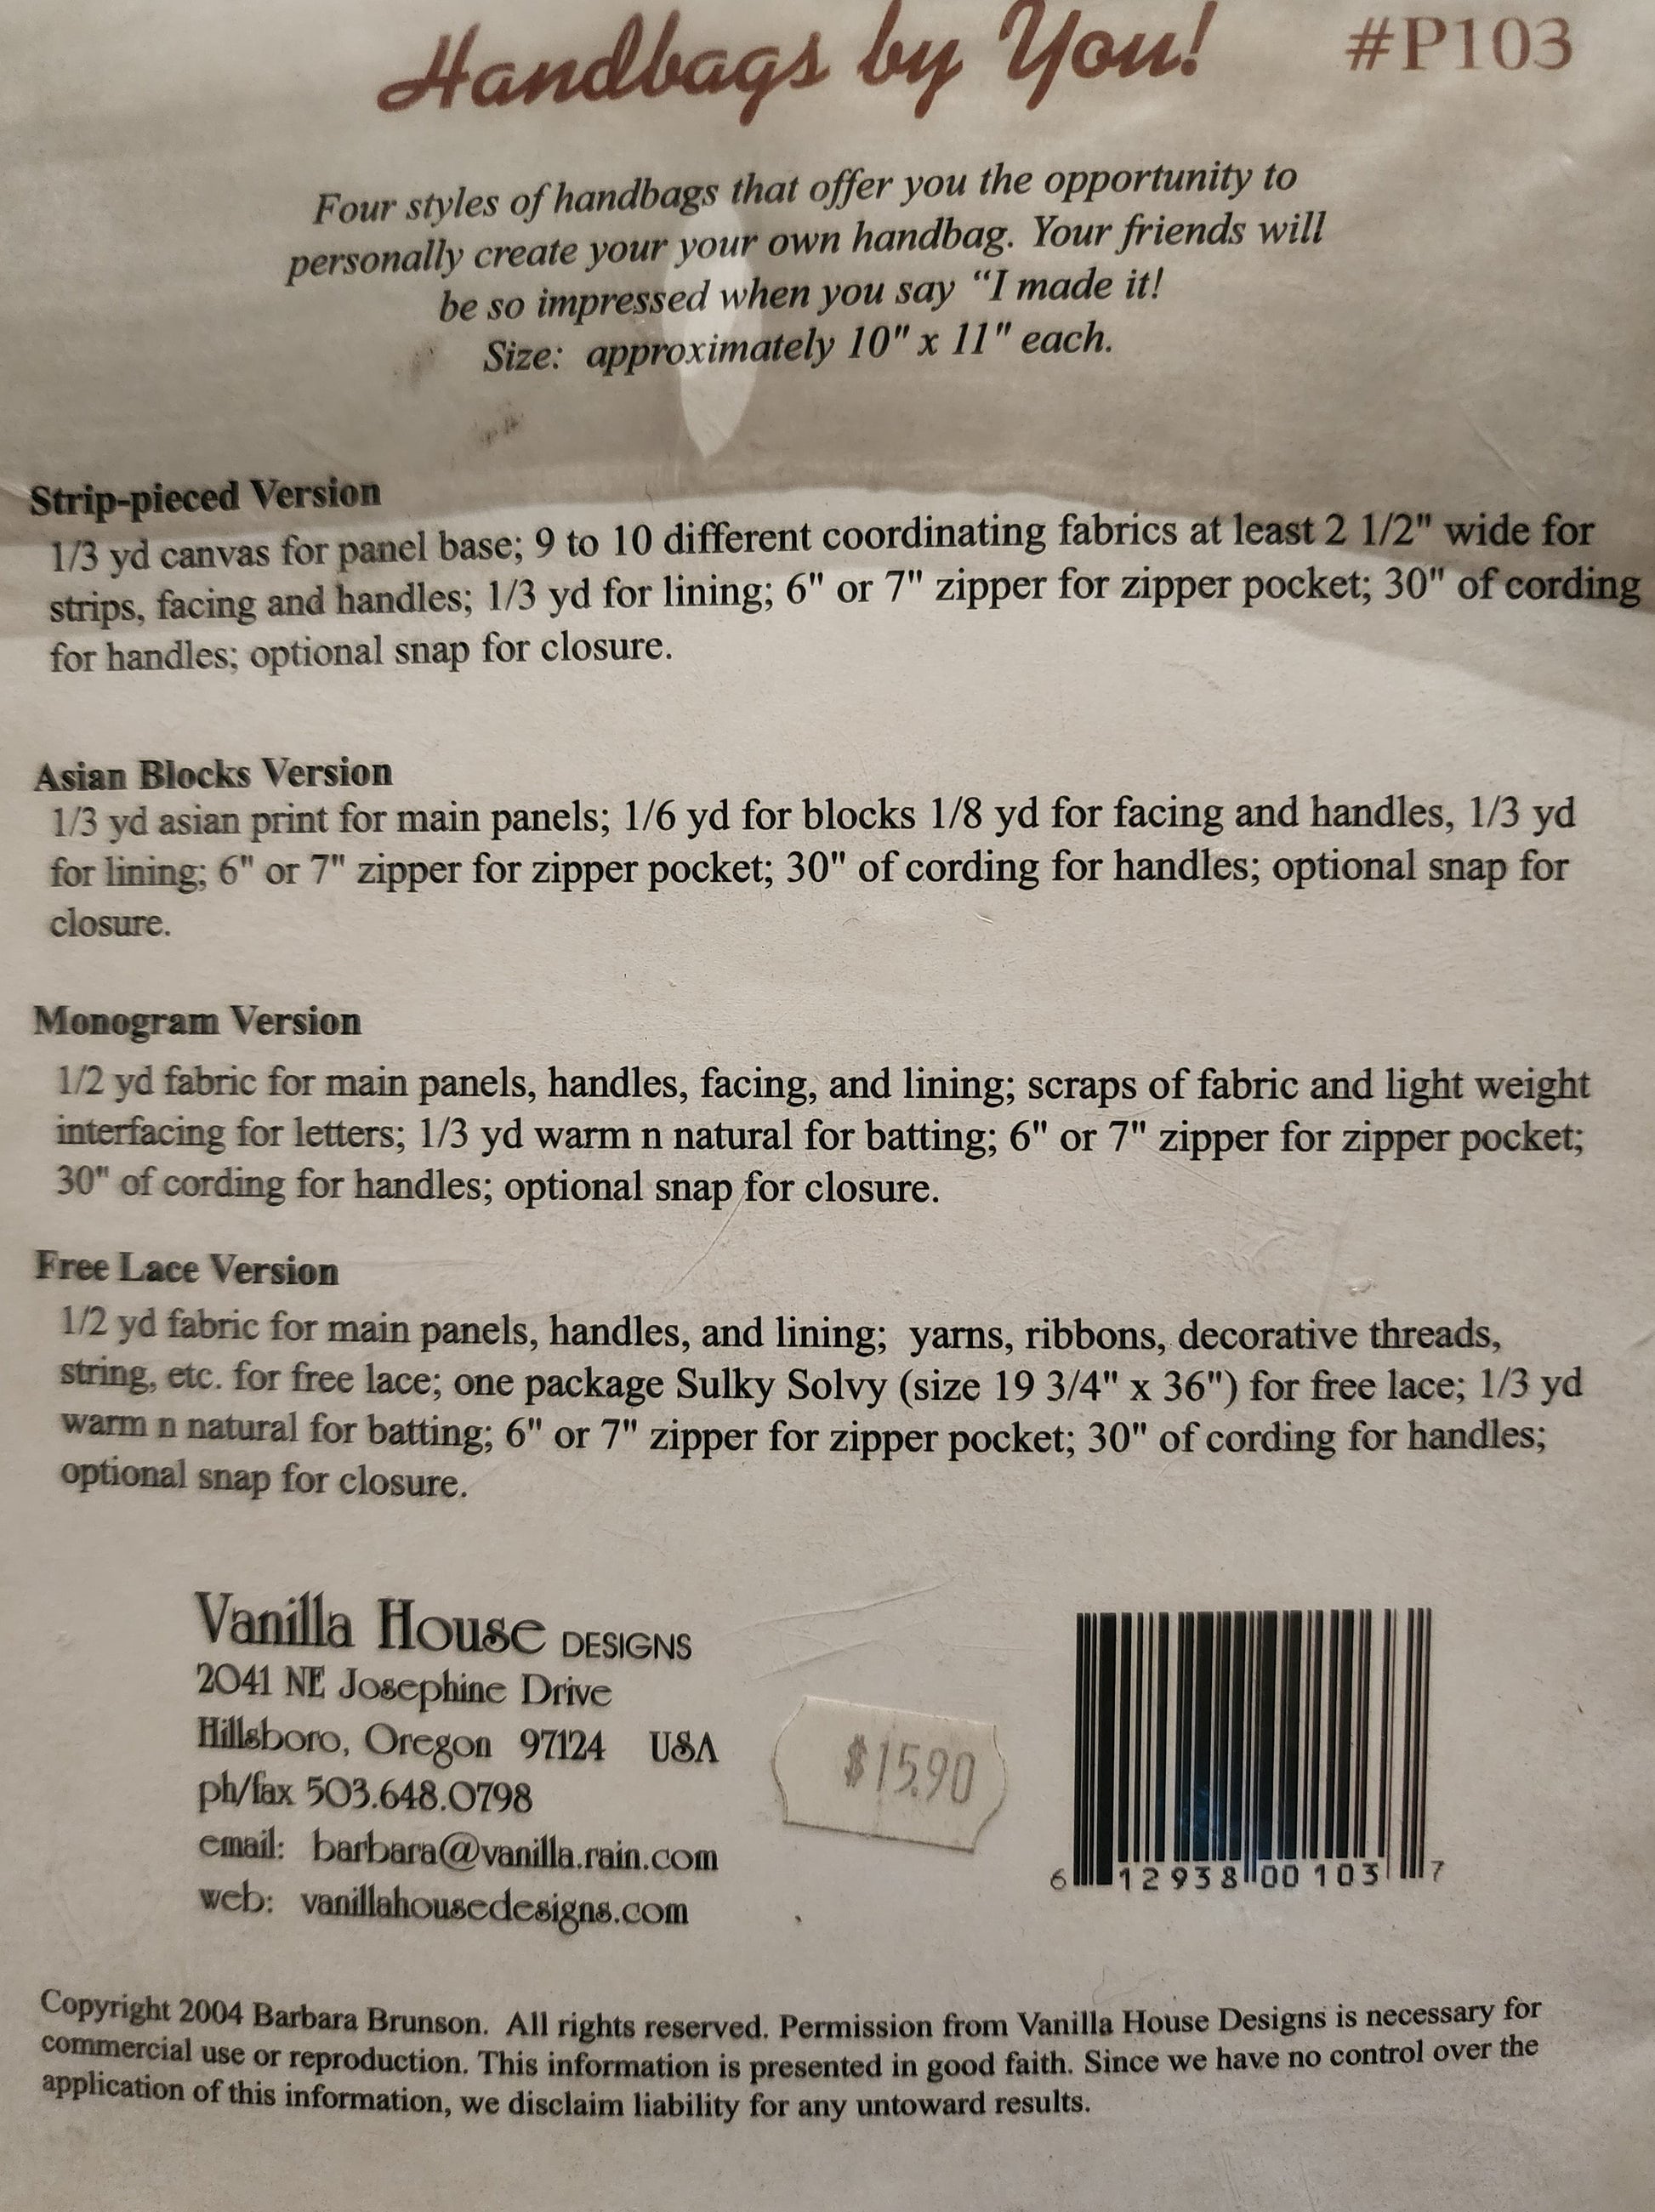 Handbags by You! #P103
Four styles of handbags that offer you the opportunity to
personally create your your own handbag. Your friends will
be so impressed when you say “I made it!
Size: approximately 10" x 11" each.
Strip-pieced Version
1/3 yd canvas for panel base; 9 to 10 different coordinating fabrics at least 2 1/2" wide for
strips, facing and handles; 1/3 yd for lining; 6" or 7" zipper for zipper pocket; 30" of cording
for handles; optional snap for closure.
Asian Blocks Version
1/3 yd asian print for main panels; 1/6 yd for blocks 1/8 yd for facing and handles, 1/3 yd
for lining; 6" or 7" zipper for zipper pocket; 30" of cording for handles; optional snap for
closure.
Monogram Version
1/2 yd fabric for main panels, handles, facing, and lining; scraps of fabric and light weight
interfacing for letters; 1/3 yd warm n natural for batting; 6" or 7" zipper for zipper pocket;
30" of cording for handles; optional snap for closure.
Free Lace Version
1/2 yd fabric for main panels, handles, and lining; yarns, ribbons, decorative threads,
string, etc. for free lace; one package Sulky Solvy (size 19 3/4" x 36") for free lace; 1/3 yd
warm n natural for batting; 6" or 7" zipper for zipper pocket; 30" of cording for handles;
optional snap for closure.
Vanilla House DESIGNS
2041 NE Josephine Drive
Hillsboro, Oregon 97124 USA
ph/fax 503.648.0798
email: barbara@vanilla.rain.com
web: vanillahousedesigns.com
$15.90
6 12938 00103 7
Copyright 2004 Barbara Brunson. All rights reserved. Permission from Vanilla House Designs is necessary for
commercial use or reproduction. This information is presented in good faith. Since we have no control over the
application of this information, we disclaim liability for any untoward results.